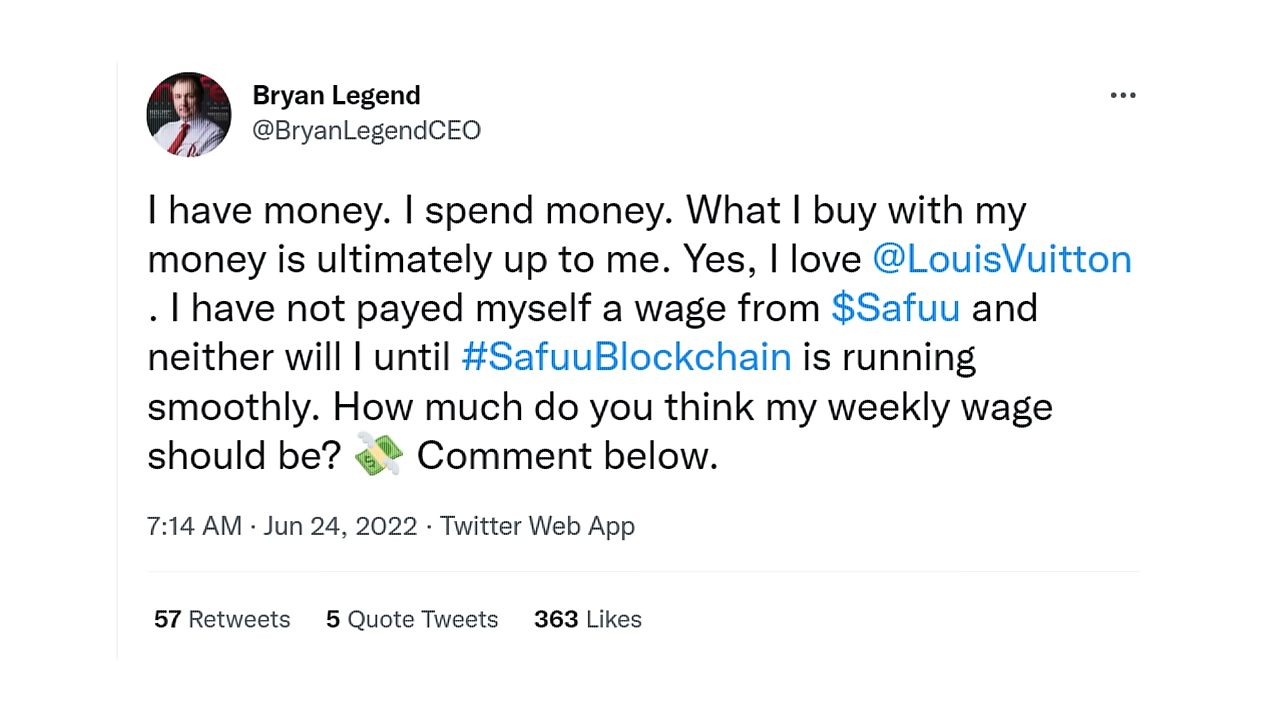 Bryan Legend
@BryanLegendCEO
I have money. I spend money. What I buy with my
money is ultimately up to me. Yes, I love @LouisVuitton
. I have not payed myself a wage from $Safuu and
neither will I until #SafuuBlockchain is running
smoothly. How much do you think my weekly wage
should be? 💸 Comment below.
7:14 AM · Jun 24, 2022 · Twitter Web App
57 Retweets 5 Quote Tweets 363 Likes